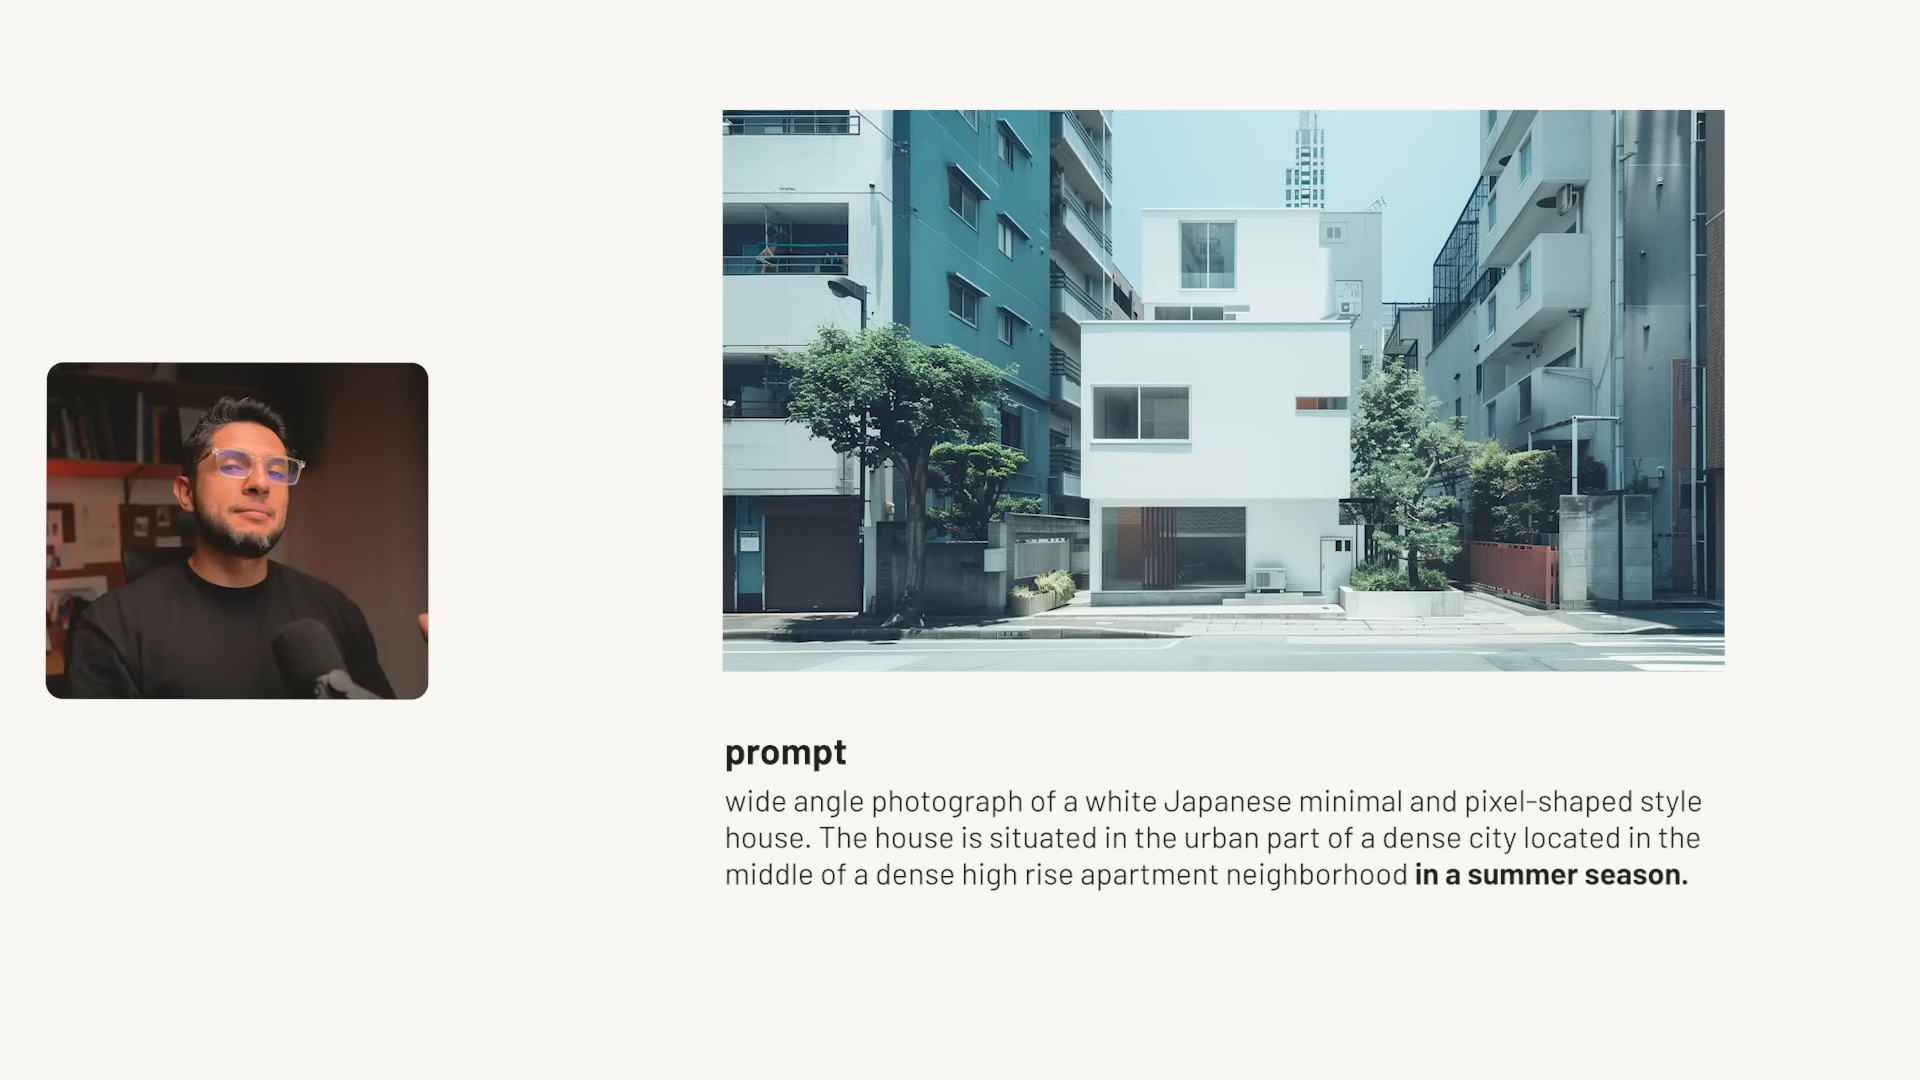 prompt
wide angle photograph of a white Japanese minimal and pixel-shaped style
house. The house is situated in the urban part of a dense city located in the
middle of a dense high rise apartment neighborhood in a summer season.